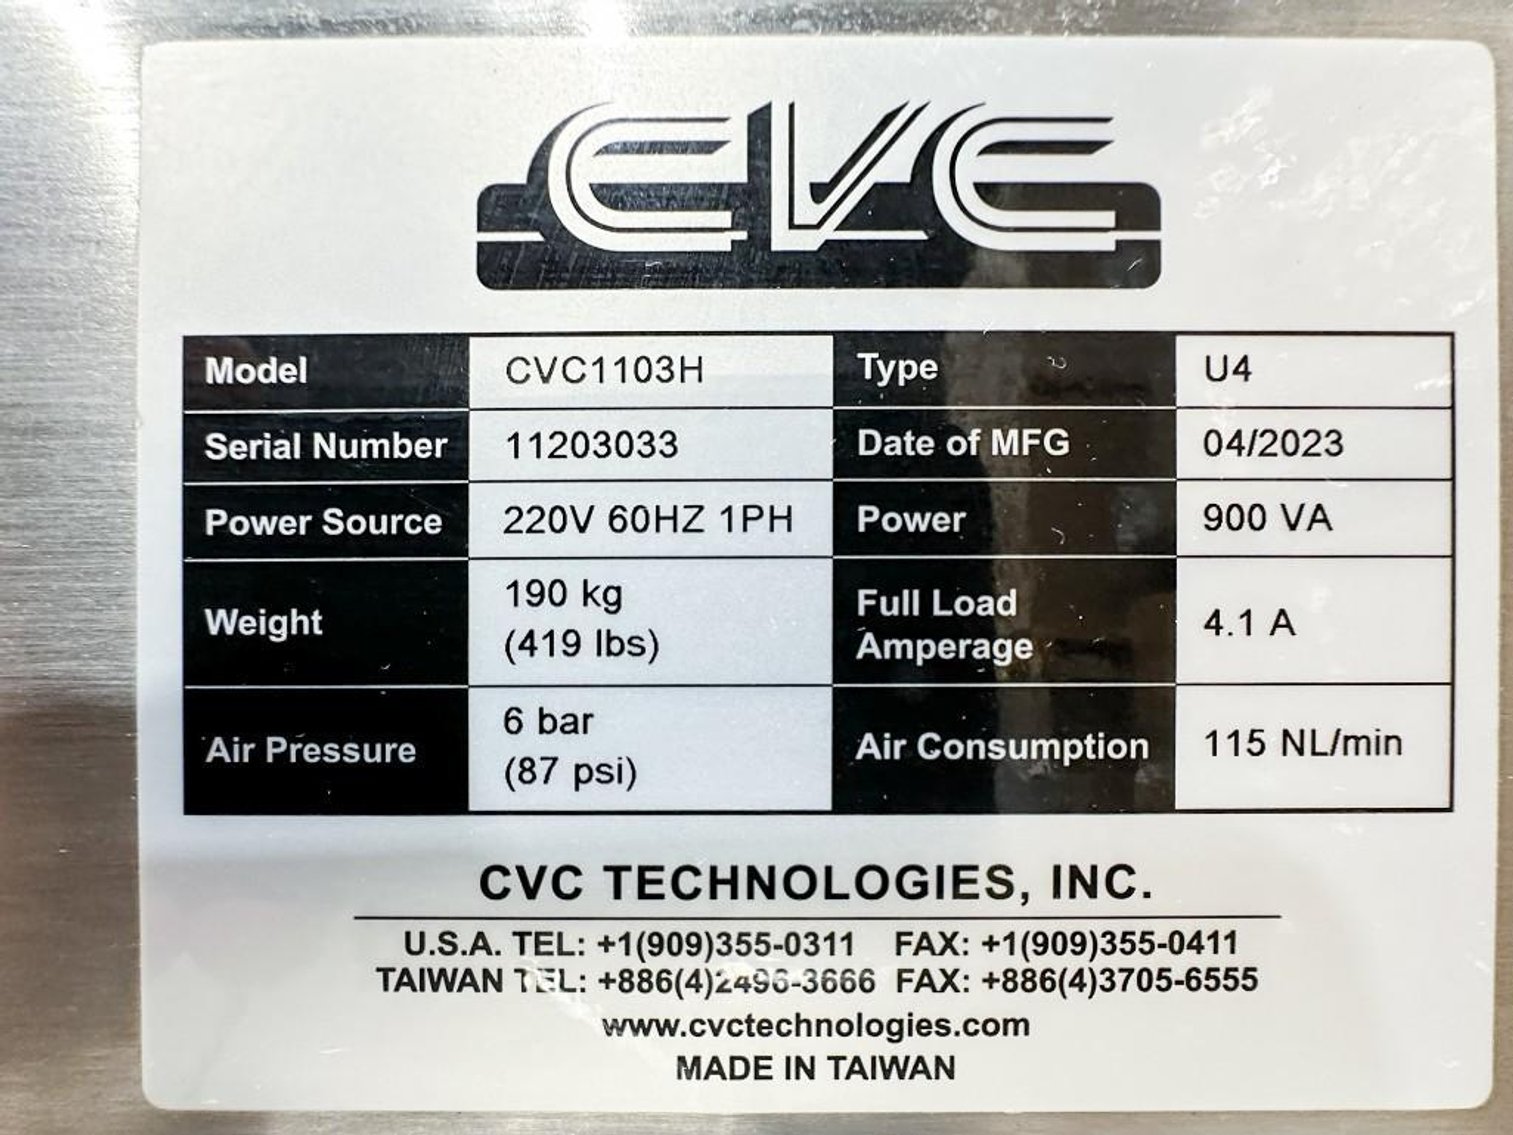 CVC
Model CVC1103H Type U4
Serial Number 11203033 Date of MFG 04/2023
Power Source 220V 60HZ 1PH Power 900 VA
Weight 190 kg (419 lbs) Full Load Amperage 4.1 A
Air Pressure 6 bar (87 psi) Air Consumption 115 NL/min
CVC TECHNOLOGIES, INC.
U.S.A. TEL: +1(909)355-0311 FAX: +1(909)355-0411
TAIWAN TEL: +886(4)2496-3666 FAX: +886(4)3705-6555
www.cvctechnologies.com
MADE IN TAIWAN